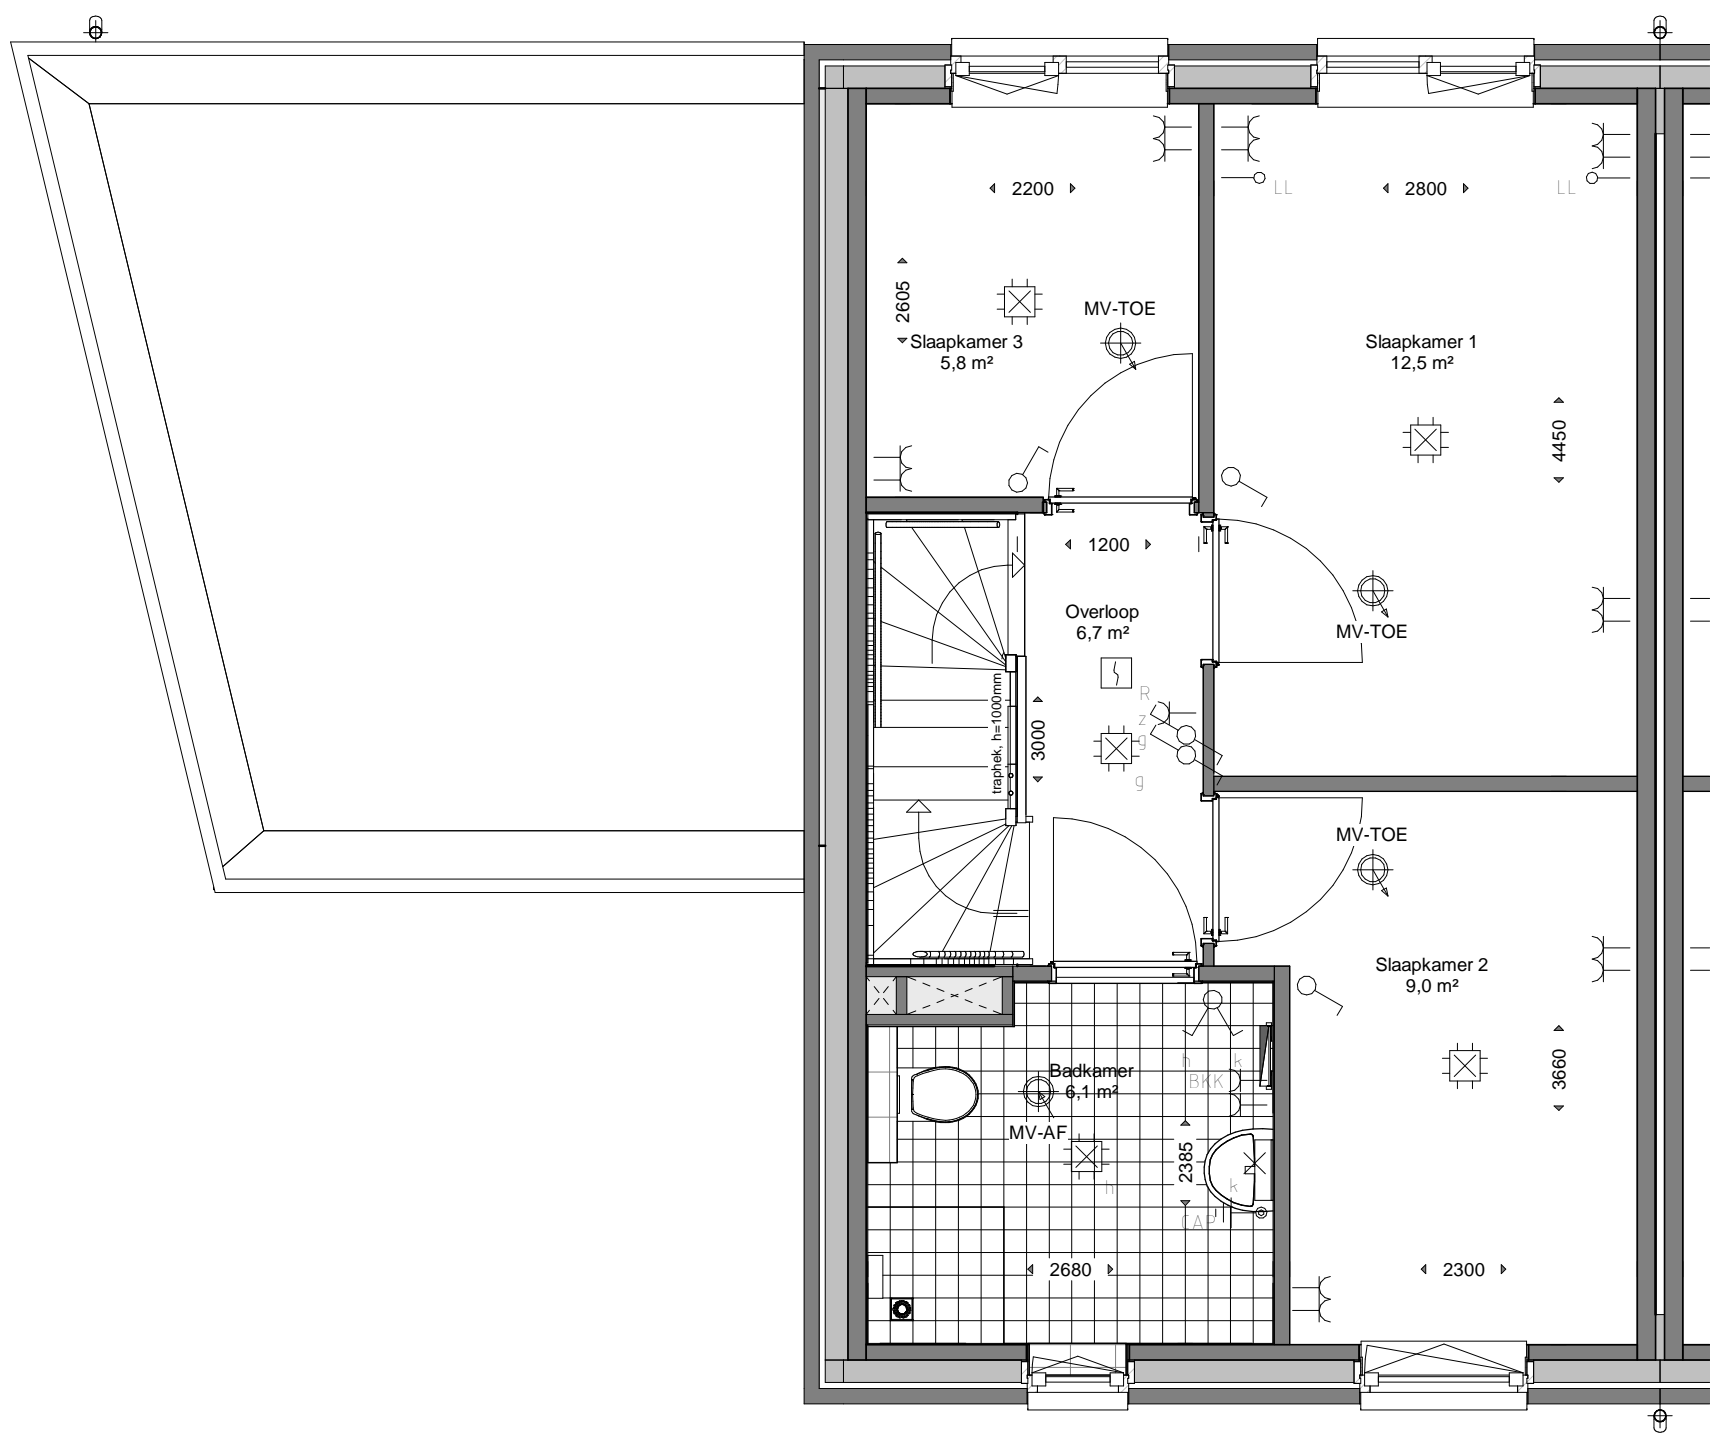 2200
2800
LL
LL
2605
MV-TOE
Slaapkamer 3
5,8 m²
Slaapkamer 1
12,5 m²
4450
1200
Overloop
6,7 m²
MV-TOE
R
z
g
g
traphek, h=1000mm
3000
MV-TOE
Slaapkamer 2
9,0 m²
h
k
BKK
Badkamer
6,1 m²
MV-AF
2385
3660
h
k
CAP
2680
2300